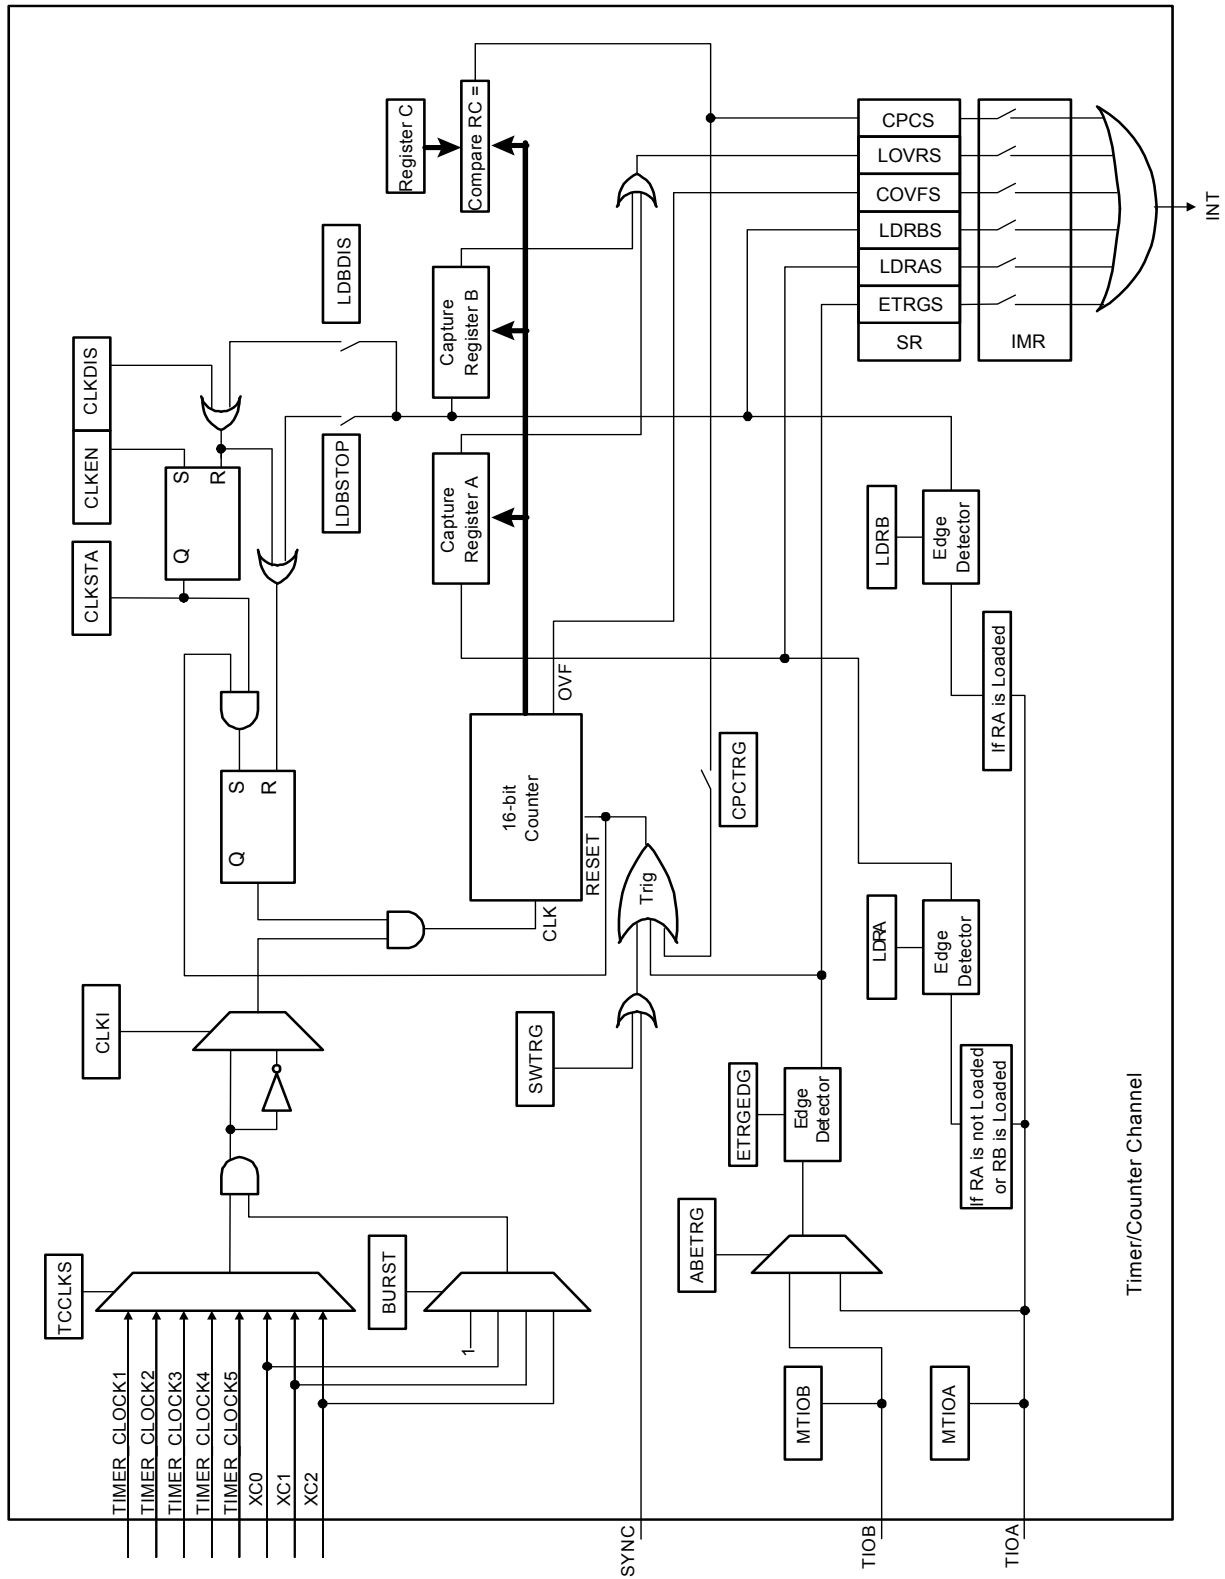 TCCLKS
TIMER_CLOCK1
TIMER_CLOCK2
TIMER_CLOCK3
TIMER_CLOCK4
TIMER_CLOCK5
XC0
XC1
XC2
BURST
1
CLKI
CLKSTA
CLKEN
CLKDIS
Q
S
R
Q
S
R
LDBSTOP
LDBDIS
Register C
Capture
Register A
Capture
Register B
Compare RC =
16-bit
Counter
CLK
OVF
RESET
SWTRG
Trig
CPCTRG
SYNC
ABETRG
ETRGEDG
Edge
Detector
MTIOB
TIOB
MTIOA
TIOA
If RA is not Loaded
or RB is Loaded
LDRA
Edge
Detector
If RA is Loaded
LDRB
Edge
Detector
CPCS
LOVRS
COVFS
LDRBS
LDRAS
ETRGS
SR
IMR
INT
Timer/Counter Channel